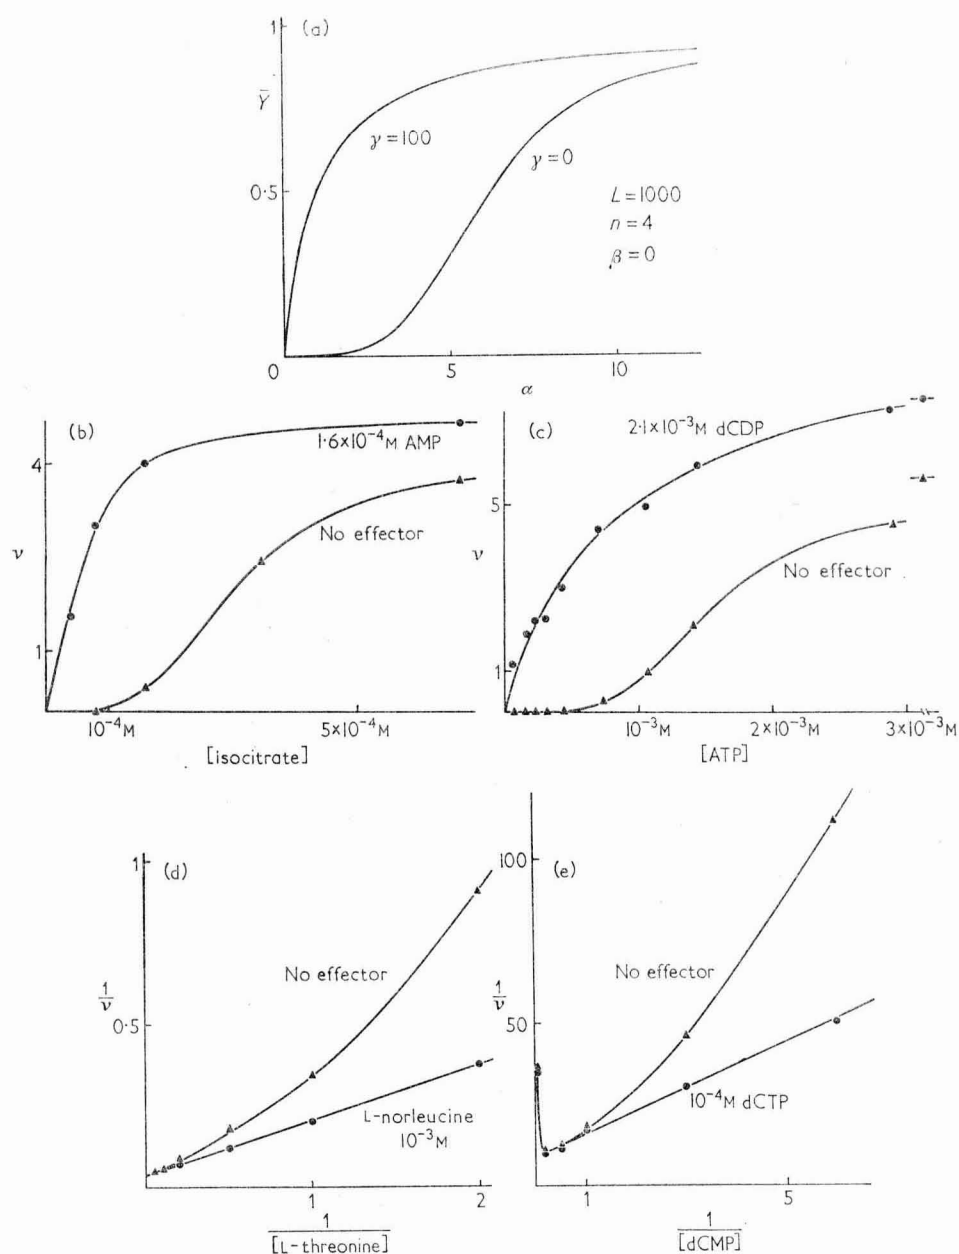 1
(a)
Ȳ
γ=100
γ=0
0·5
L=1000
n=4
β=0
0
5
10
α
(b)
1·6×10⁻⁴M AMP
4
No effector
ν
1
10⁻⁴M
5×10⁻⁴M
[isocitrate]
(c)
2·1×10⁻³M dCDP
5
ν
No effector
1
10⁻³M
2×10⁻³M
3×10⁻³M
[ATP]
1
(d)
No effector
1/ν
0·5
L-norleucine
10⁻³M
1
2
1
[L-threonine]
(e)
100
No effector
1/ν
50
10⁻⁴M dCTP
1
5
1
[dCMP]